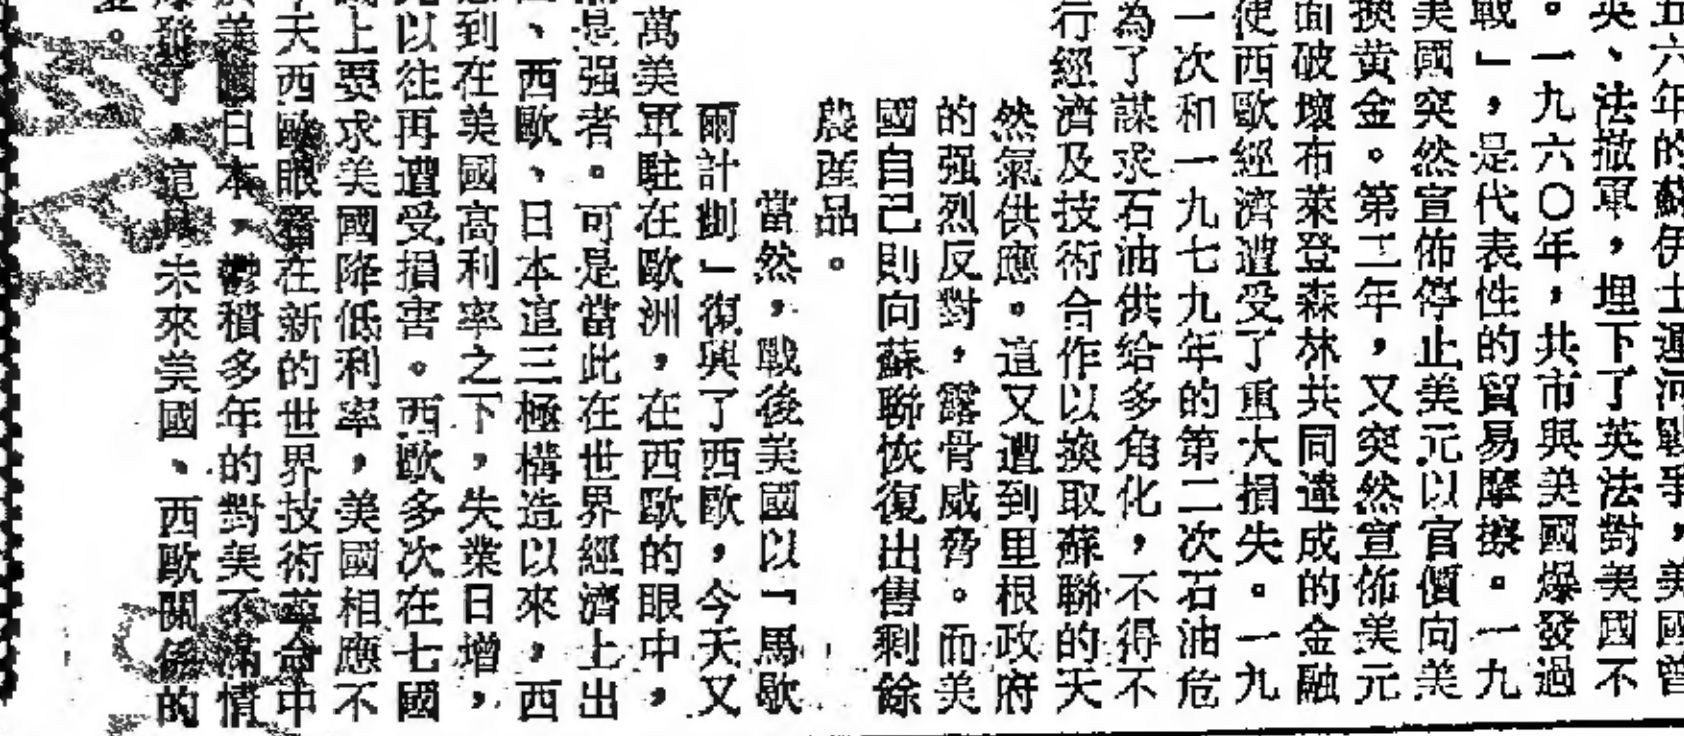 五六年的蘇伊士運河戰爭,美國曾
英、法撤軍,埋下了英法對美國不
。一九六〇年,共市與美國爆發過
戰」,是代表性的貿易摩擦。一九
美國突然宣佈停止美元以官價向美
換黄金。第二年,又突然宣佈美元
面破壞布萊登森林共同達成的金融
使西歐經濟遭受了重大損失。一九
一次和一九七九年的第二次石油危
為了謀求石油供给多角化,不得不
行經濟及技術合作以換取蘇聯的天
然氣供應。這又遭到里根政府
的强烈反對,露骨威脅。而美
國自己則向蘇聯恢復出售剩餘
農産品。
當然,戰後美國以「馬歇
爾計劃」復興了西歐,今天又
萬美軍駐在歐洲,在西歐的眼中,
是强者。可是當此在世界經濟上出
、西歐、日本這三極構造以來,西
到在美國高利率之下,失業日增,
以往再遭受損害。西歐多次在七國
上要求美國降低利率,美國相應不
天西歐眼看在新的世界技術革命中
美國日本,鬱積多年的對美不滿情
爆發了。這是未來美國、西歐關係的
。